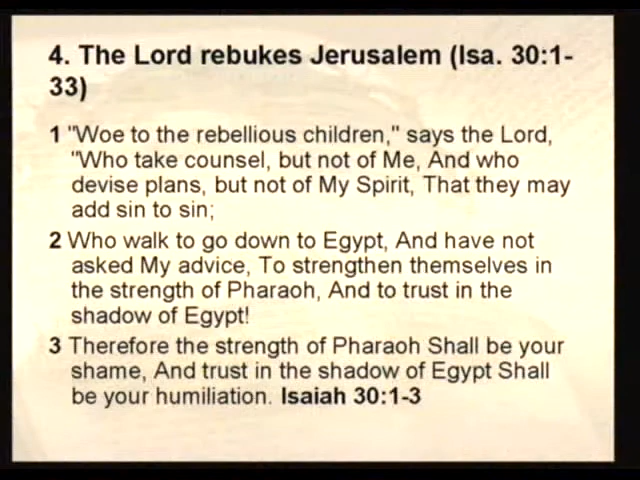 4. The Lord rebukes Jerusalem (Isa. 30:1-
33)
1 "Woe to the rebellious children," says the Lord,
"Who take counsel, but not of Me, And who
devise plans, but not of My Spirit, That they may
add sin to sin;
2 Who walk to go down to Egypt, And have not
asked My advice, To strengthen themselves in
the strength of Pharaoh, And to trust in the
shadow of Egypt!
3 Therefore the strength of Pharaoh Shall be your
shame, And trust in the shadow of Egypt Shall
be your humiliation. Isaiah 30:1-3